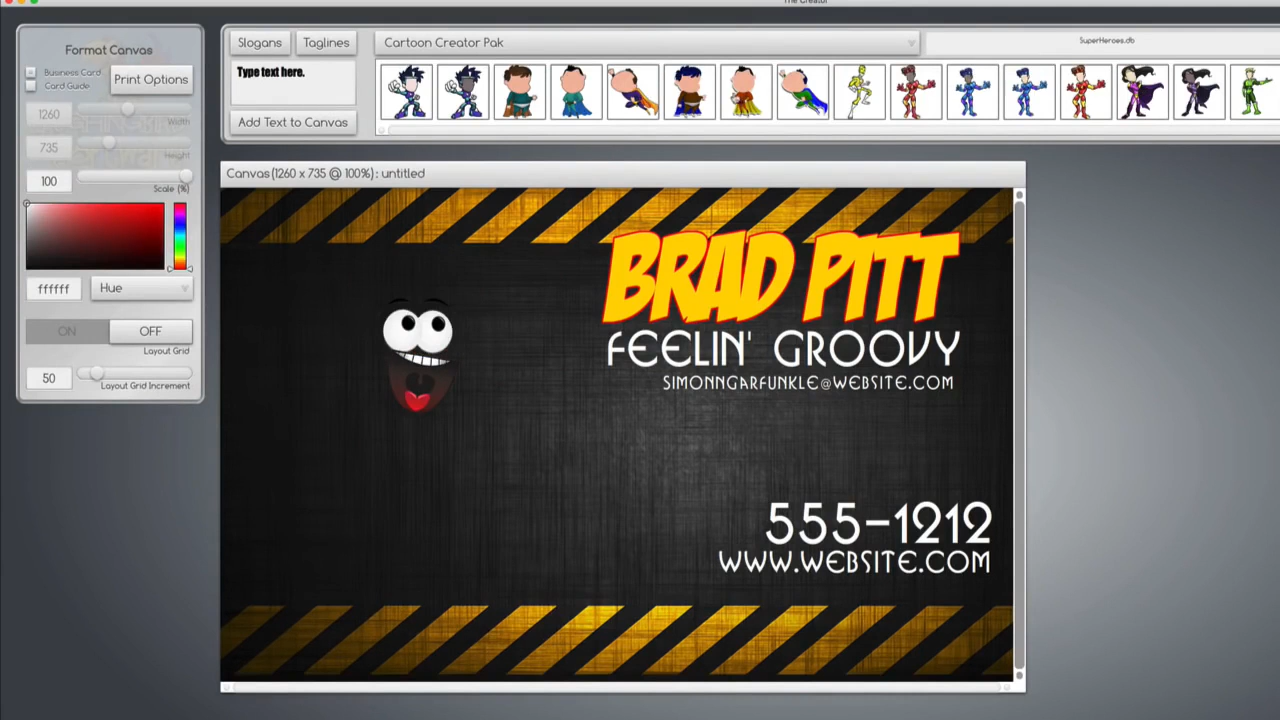 The Creator
Format Canvas
Business Card
Card Guide
Print Options
1260
Width
735
Height
100
Scale (%)
ffffff
Hue
ON
OFF
Layout Grid
50
Layout Grid Increment
Slogans
Taglines
Type text here.
Add Text to Canvas
Cartoon Creator Pak
SuperHeroes.db
Canvas(1260 x 735 @ 100%) : untitled
BRAD PITT
FEELIN' GROOVY
SIMONNGARFUNKLE@WEBSITE.COM
555-1212
WWW.WEBSITE.COM